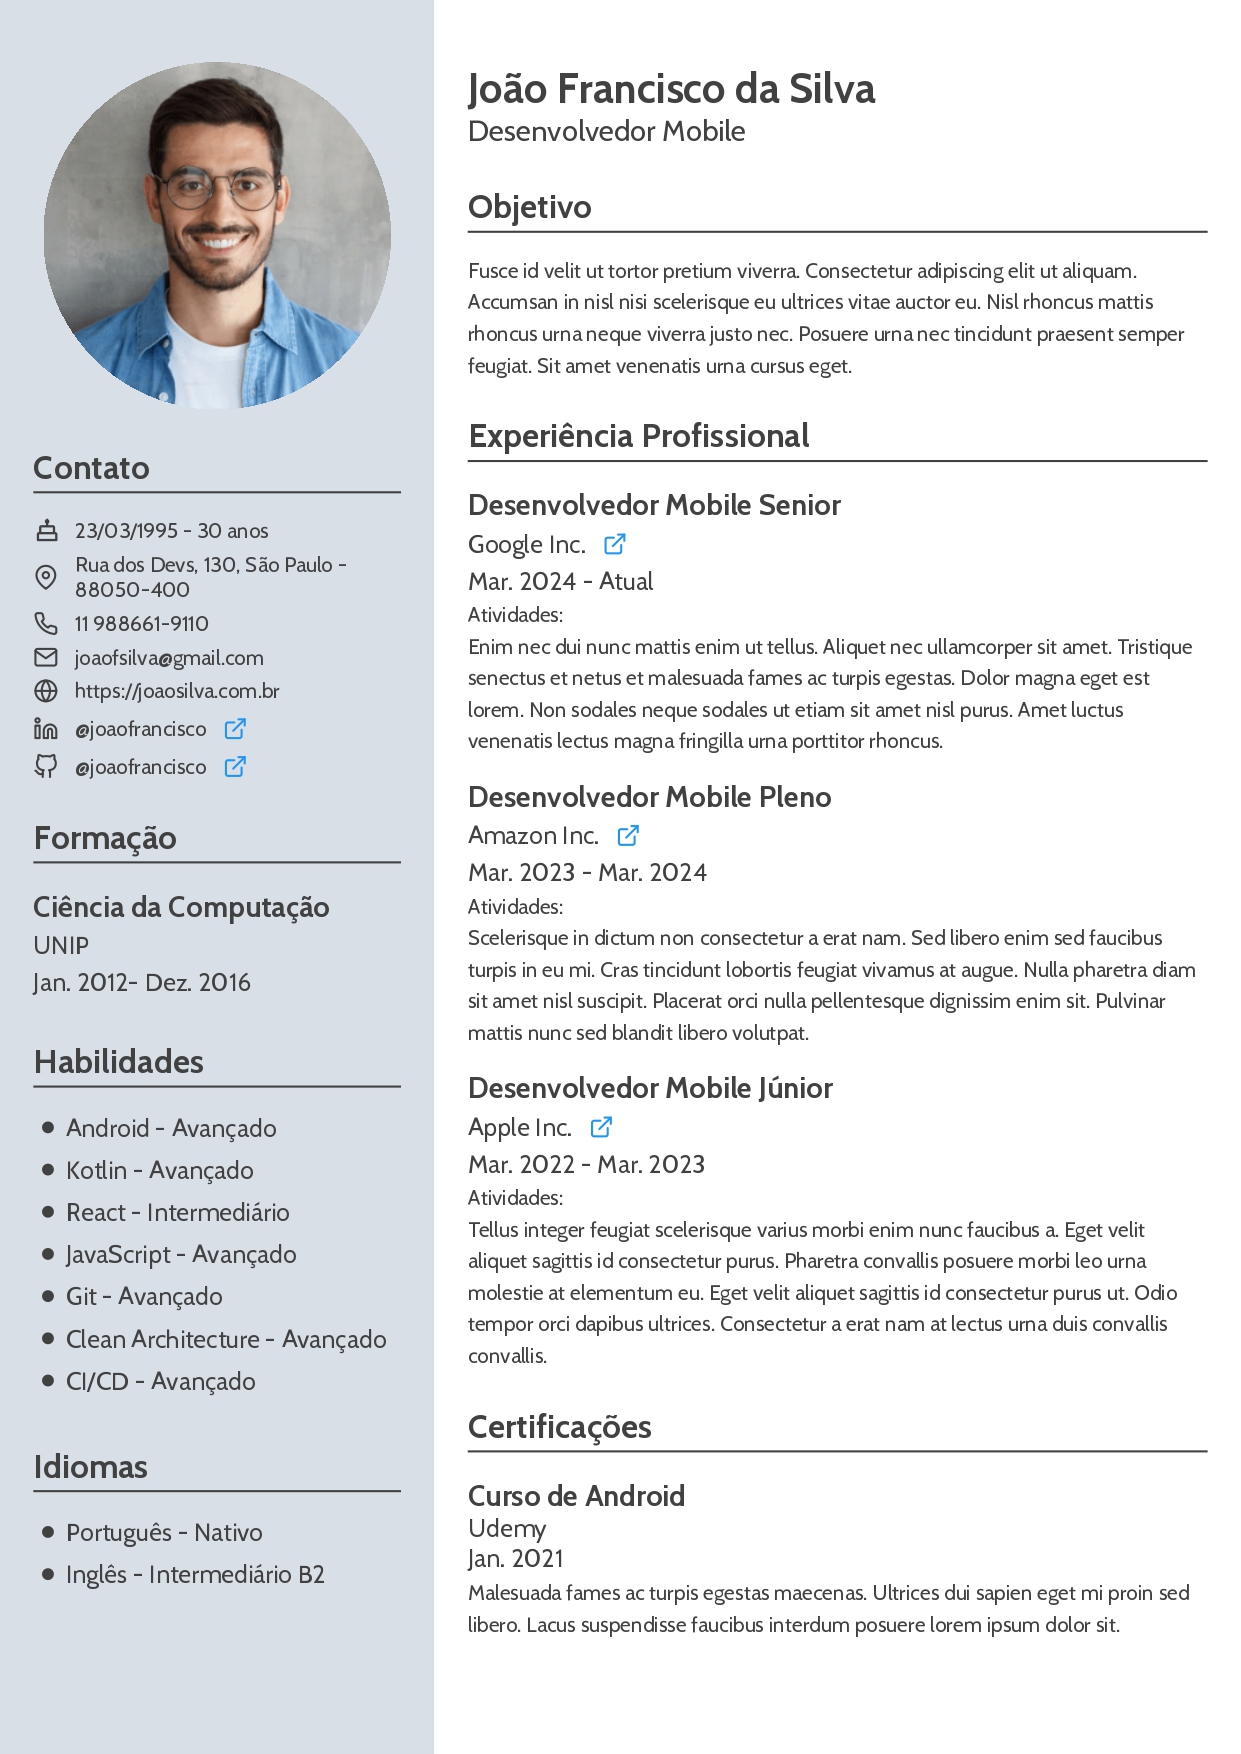 Contato
23/03/1995 - 30 anos
Rua dos Devs, 130, São Paulo -
88050-400
11 988661-9110
joaofsilva@gmail.com
https://joaosilva.com.br
@joaofrancisco
@joaofrancisco
Formação
Ciência da Computação
UNIP
Jan. 2012- Dez. 2016
Habilidades
Android - Avançado
Kotlin - Avançado
React - Intermediário
JavaScript - Avançado
Git - Avançado
Clean Architecture - Avançado
CI/CD - Avançado
Idiomas
Português - Nativo
Inglês - Intermediário B2
João Francisco da Silva
Desenvolvedor Mobile
Objetivo
Fusce id velit ut tortor pretium viverra. Consectetur adipiscing elit ut aliquam.
Accumsan in nisl nisi scelerisque eu ultrices vitae auctor eu. Nisl rhoncus mattis
rhoncus urna neque viverra justo nec. Posuere urna nec tincidunt praesent semper
feugiat. Sit amet venenatis urna cursus eget.
Experiência Profissional
Desenvolvedor Mobile Senior
Google Inc.
Mar. 2024 - Atual
Atividades:
Enim nec dui nunc mattis enim ut tellus. Aliquet nec ullamcorper sit amet. Tristique
senectus et netus et malesuada fames ac turpis egestas. Dolor magna eget est
lorem. Non sodales neque sodales ut etiam sit amet nisl purus. Amet luctus
venenatis lectus magna fringilla urna porttitor rhoncus.
Desenvolvedor Mobile Pleno
Amazon Inc.
Mar. 2023 - Mar. 2024
Atividades:
Scelerisque in dictum non consectetur a erat nam. Sed libero enim sed faucibus
turpis in eu mi. Cras tincidunt lobortis feugiat vivamus at augue. Nulla pharetra diam
sit amet nisl suscipit. Placerat orci nulla pellentesque dignissim enim sit. Pulvinar
mattis nunc sed blandit libero volutpat.
Desenvolvedor Mobile Júnior
Apple Inc.
Mar. 2022 - Mar. 2023
Atividades:
Tellus integer feugiat scelerisque varius morbi enim nunc faucibus a. Eget velit
aliquet sagittis id consectetur purus. Pharetra convallis posuere morbi leo urna
molestie at elementum eu. Eget velit aliquet sagittis id consectetur purus ut. Odio
tempor orci dapibus ultrices. Consectetur a erat nam at lectus urna duis convallis
convallis.
Certificações
Curso de Android
Udemy
Jan. 2021
Malesuada fames ac turpis egestas maecenas. Ultrices dui sapien eget mi proin sed
libero. Lacus suspendisse faucibus interdum posuere lorem ipsum dolor sit.